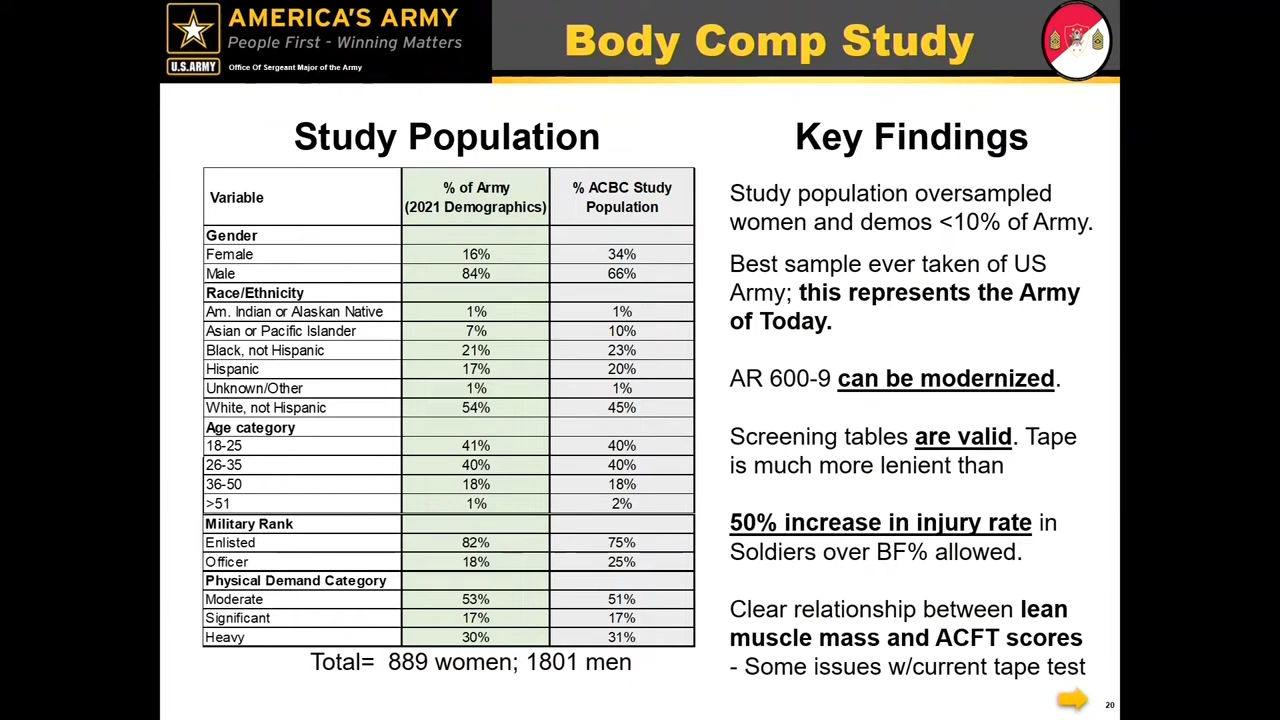 AMERICA'S ARMY
People First - Winning Matters
U.S.ARMY
Office Of Sergeant Major of the Army
Body Comp Study
Study Population
Variable
% of Army
(2021 Demographics)
% ACBC Study
Population
Gender
Female 16% 34%
Male 84% 66%
Race/Ethnicity
Am. Indian or Alaskan Native 1% 1%
Asian or Pacific Islander 7% 10%
Black, not Hispanic 21% 23%
Hispanic 17% 20%
Unknown/Other 1% 1%
White, not Hispanic 54% 45%
Age category
18-25 41% 40%
26-35 40% 40%
36-50 18% 18%
>51 1% 2%
Military Rank
Enlisted 82% 75%
Officer 18% 25%
Physical Demand Category
Moderate 53% 51%
Significant 17% 17%
Heavy 30% 31%
Total= 889 women; 1801 men
Key Findings
Study population oversampled
women and demos <10% of Army.
Best sample ever taken of US
Army; this represents the Army
of Today.
AR 600-9 can be modernized.
Screening tables are valid. Tape
is much more lenient than
50% increase in injury rate in
Soldiers over BF% allowed.
Clear relationship between lean
muscle mass and ACFT scores
- Some issues w/current tape test
20